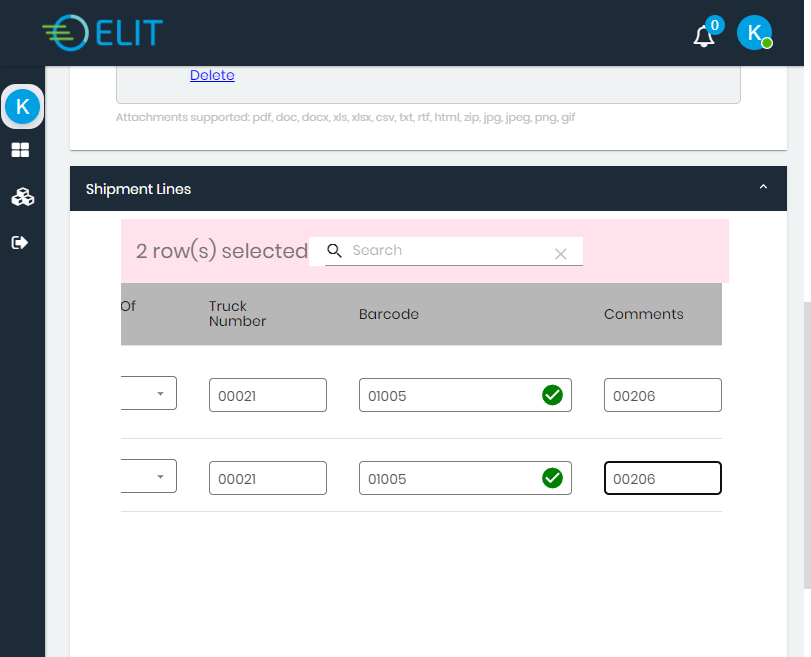 ELIT
0
K
Delete
K
Attachments supported: pdf, doc, docx, xls, xlsx, csv, txt, rtf, html, zip, jpg, jpeg, png, gif
Shipment Lines
2 row(s) selected
Search
Of
Truck Number
Barcode
Comments
00021
01005
00206
00021
01005
00206